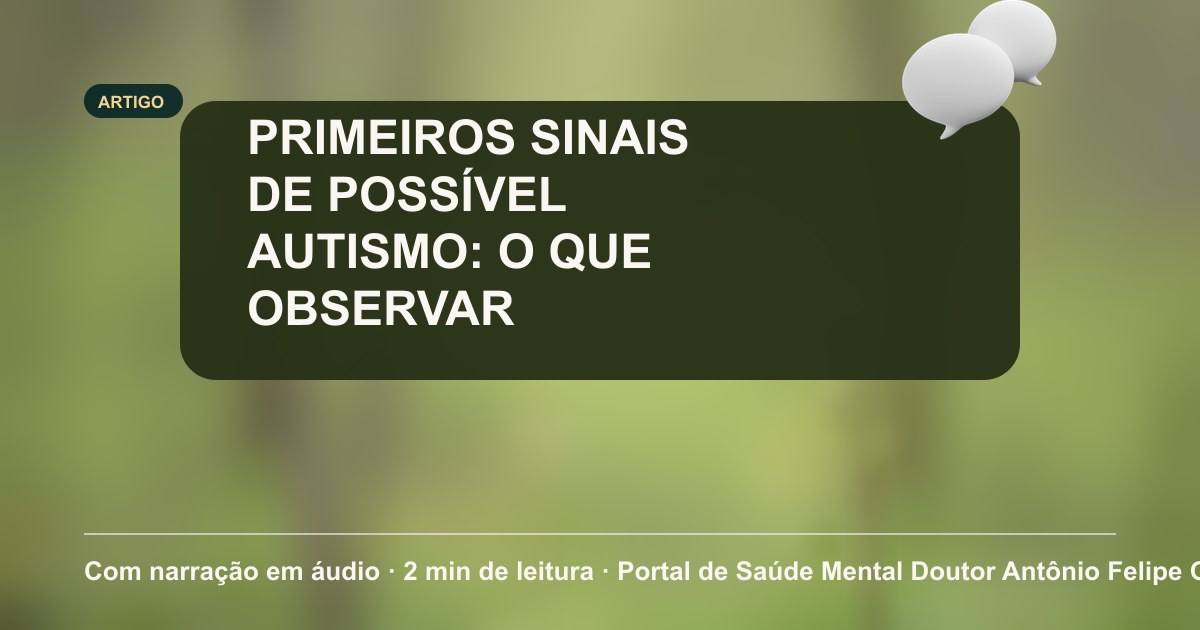 ARTIGO
PRIMEIROS SINAIS
DE POSSÍVEL
AUTISMO: O QUE
OBSERVAR
Com narração em áudio · 2 min de leitura · Portal de Saúde Mental Doutor Antônio Felipe